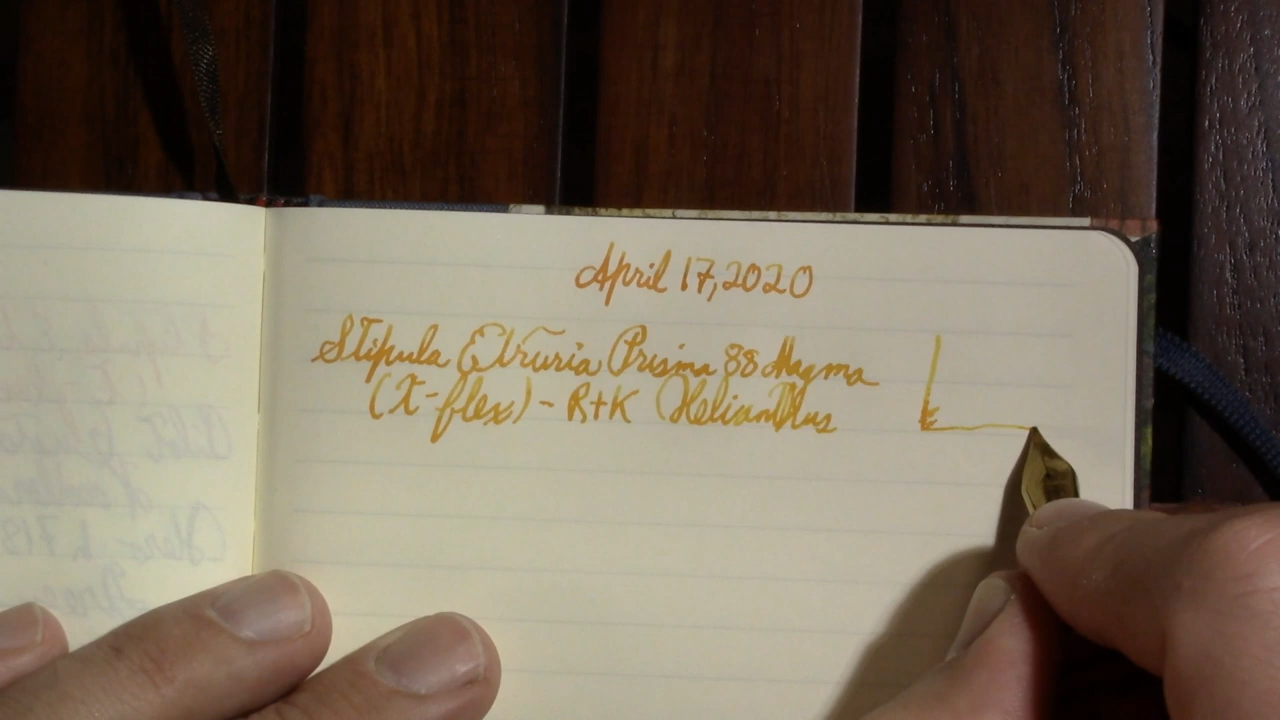 April 17, 2020
Stipula Etruria Prisma 88 Magma
(T-flex) - R+K Helianthus